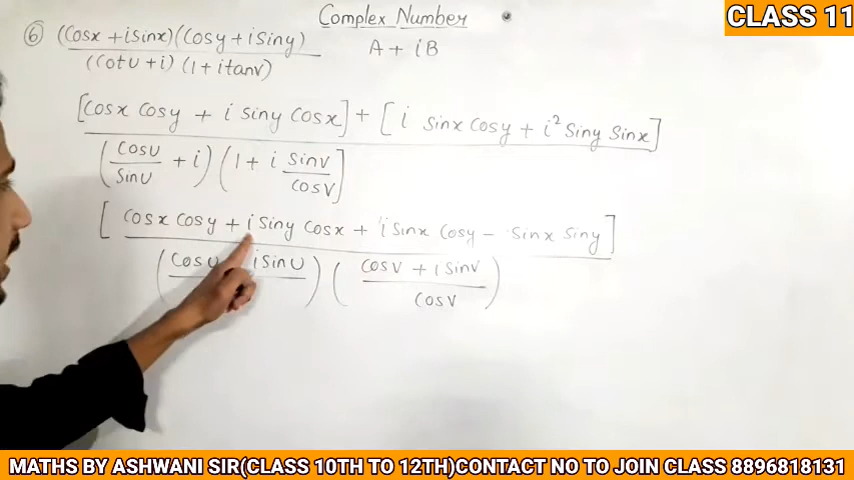 Complex Number
CLASS 11
⑥ (Cosx + iSinx)(Cosy + iSiny)
(Cotu + i) (1 + itanv)
A + iB
[Cosx Cosy + i Siny Cosx] + [i Sinx Cosy + i² Siny Sinx]
(CosU + i) (1 + i Sinv]
SinU CosV
[ Cosx Cosy + i Siny Cosx + i Sinx Cosy - Sinx Siny ]
(CosU iSinU) (CosV + iSinV)
CosV
MATHS BY ASHWANI SIR(CLASS 10TH TO 12TH)CONTACT NO TO JOIN CLASS 8896818131